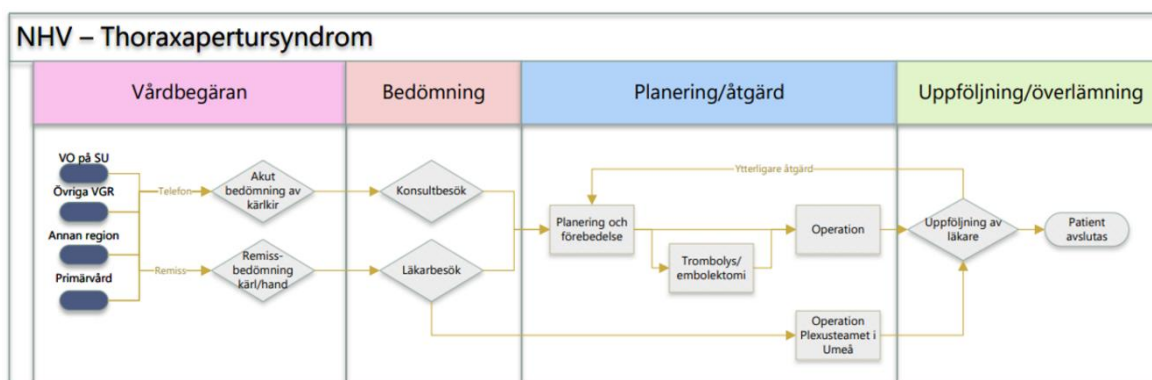 NHV – Thoraxapertursyndrom
Vårdbegäran
Bedömning
Planering/åtgärd
Uppföljning/överlämning
VO på SU
Övriga VGR
Annan region
Primärvård
Telefon
Remiss
Akut
bedömning av
kärlkir
Remiss-
bedömning
kärl/hand
Konsultbesök
Läkarbesök
Ytterligare åtgärd
Planering och
förebedelse
Trombolys/
embolektomi
Operation
Operation
Plexusteamet i
Umeå
Uppföljning av
läkare
Patient
avslutas